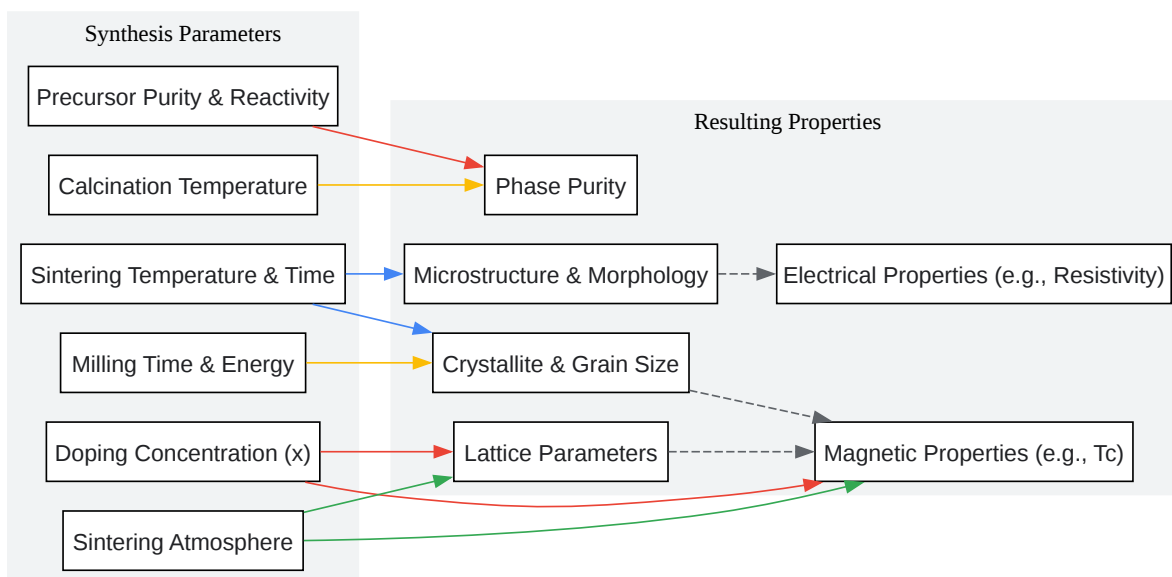 Synthesis Parameters
Precursor Purity & Reactivity
Resulting Properties
Calcination Temperature
Phase Purity
Sintering Temperature & Time
Microstructure & Morphology
Electrical Properties (e.g., Resistivity)
Milling Time & Energy
Crystallite & Grain Size
Doping Concentration (x)
Lattice Parameters
Magnetic Properties (e.g., Tc)
Sintering Atmosphere